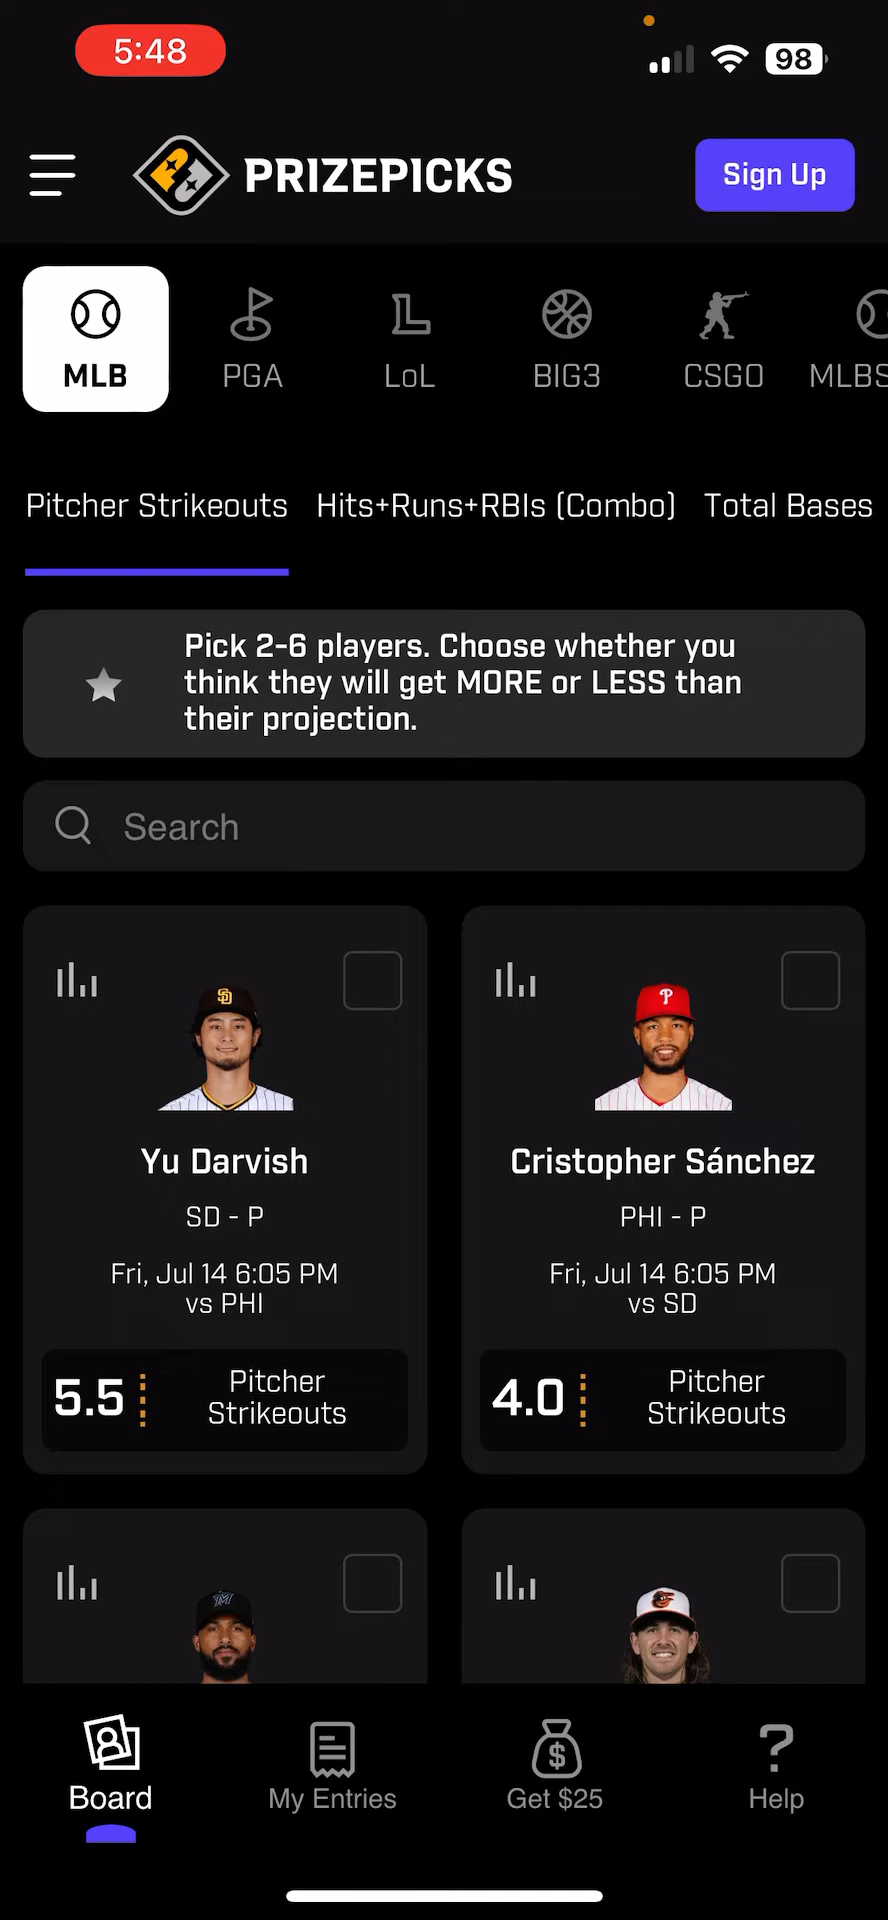 5:48
98
PRIZEPICKS
Sign Up
MLB
PGA
LoL
BIG3
CSGO
MLBS
Pitcher Strikeouts
Hits+Runs+RBIs (Combo)
Total Bases
Pick 2-6 players. Choose whether you
think they will get MORE or LESS than
their projection.
Search
Yu Darvish
SD - P
Fri, Jul 14 6:05 PM
vs PHI
5.5
Pitcher
Strikeouts
Cristopher Sánchez
PHI - P
Fri, Jul 14 6:05 PM
vs SD
4.0
Pitcher
Strikeouts
Board
My Entries
Get $25
Help